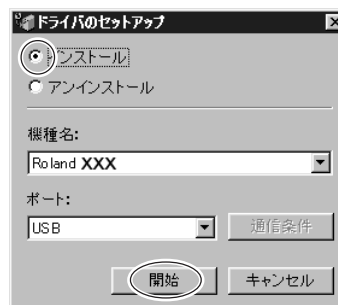 ドライバのセットアップ
インストール
アンインストール
機種名:
Roland XXX
ポート:
USB
通信条件
開始
キャンセル